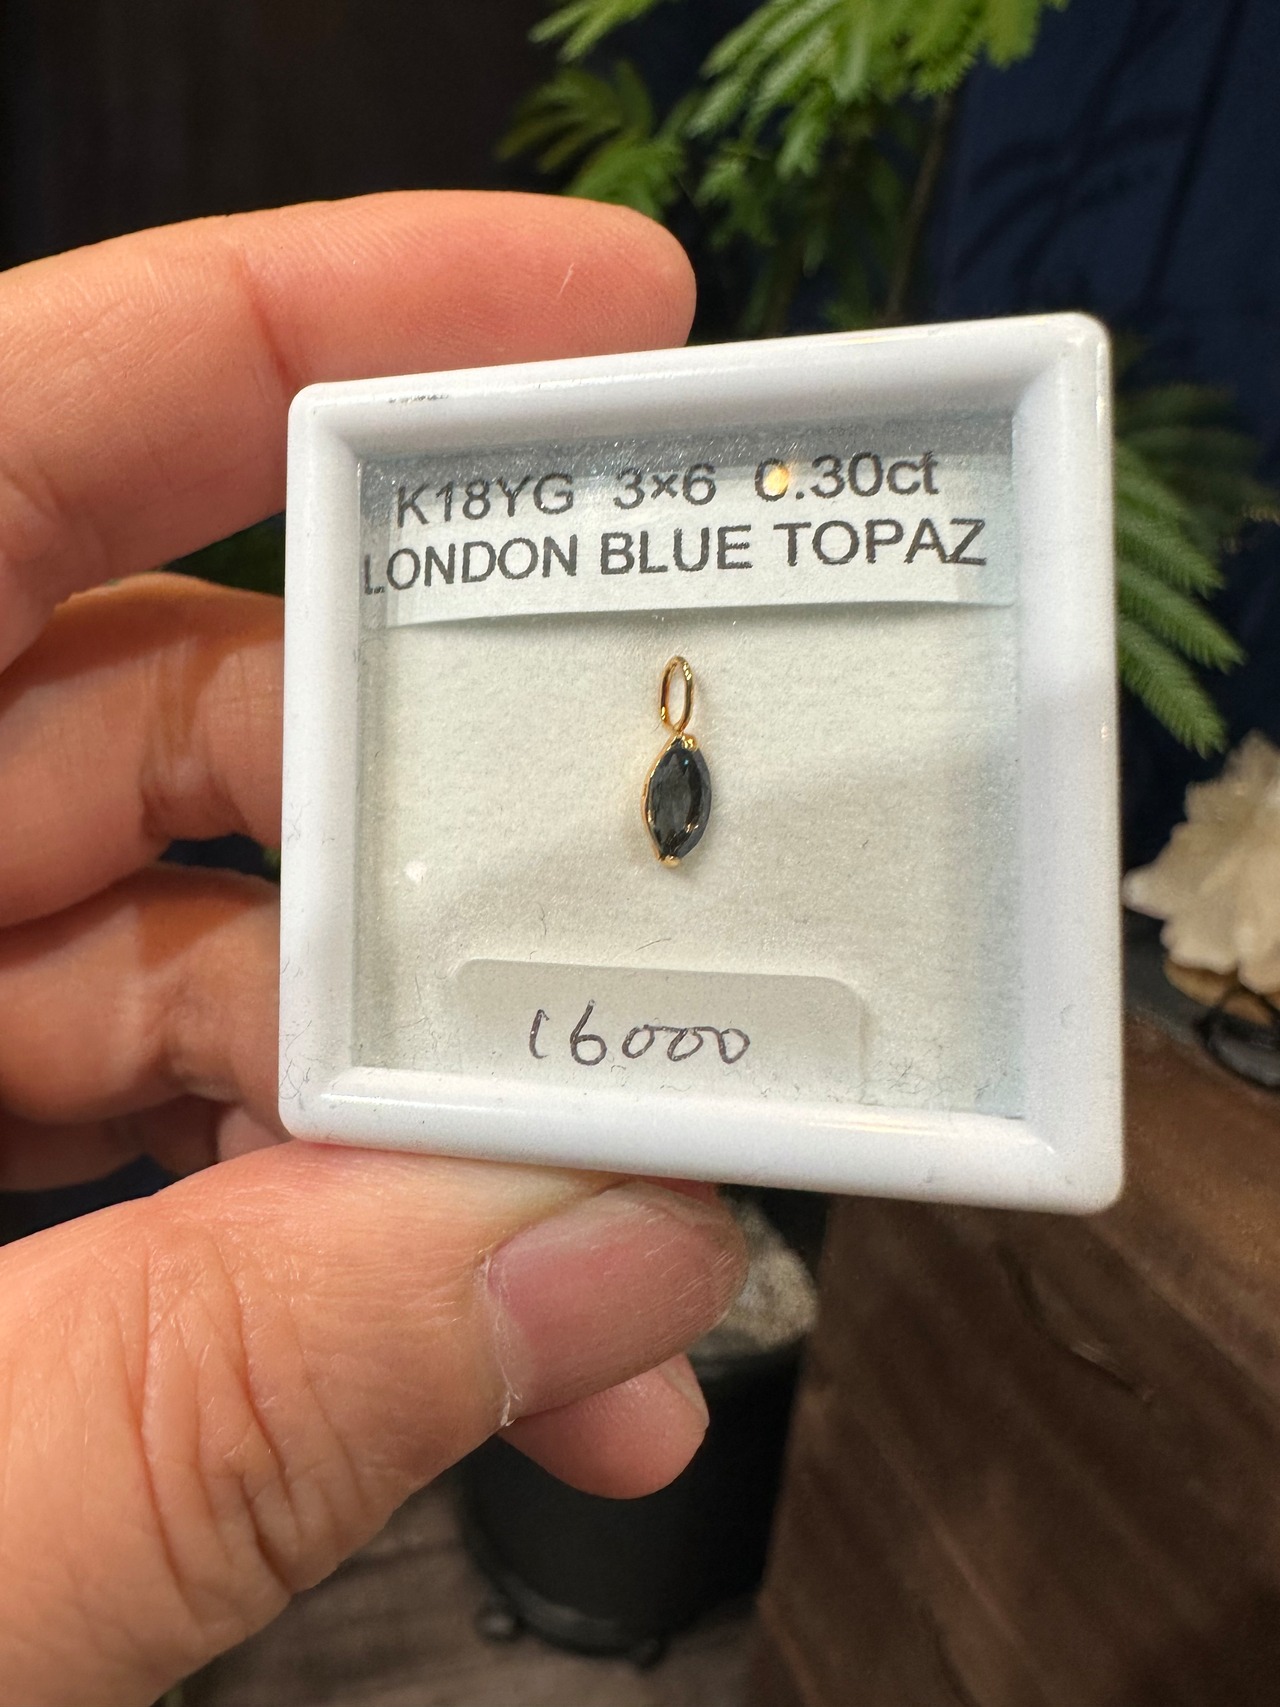 K18YG 3×6 0.30ct
LONDON BLUE TOPAZ
16000